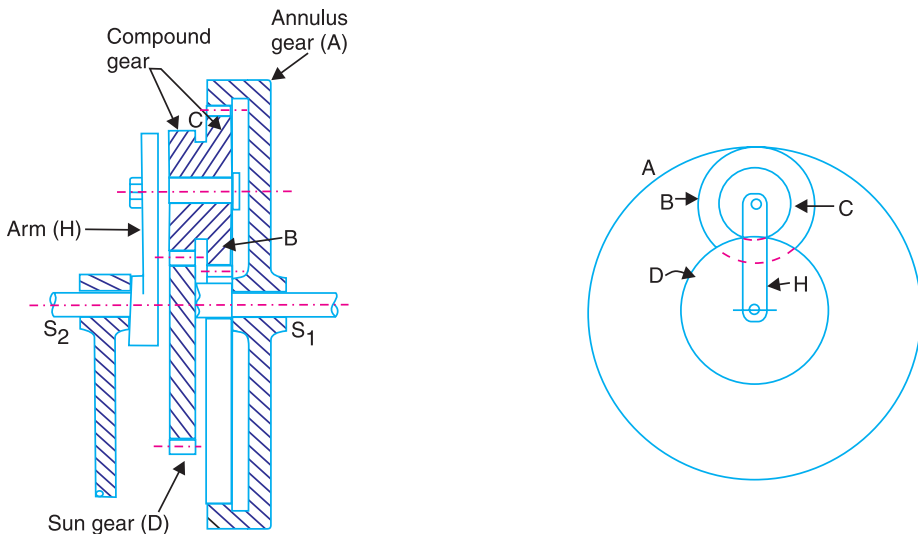 Annulus
gear (A)
Compound
gear
C
Arm (H)
B
S2
S1
Sun gear (D)
A
B
C
D
H